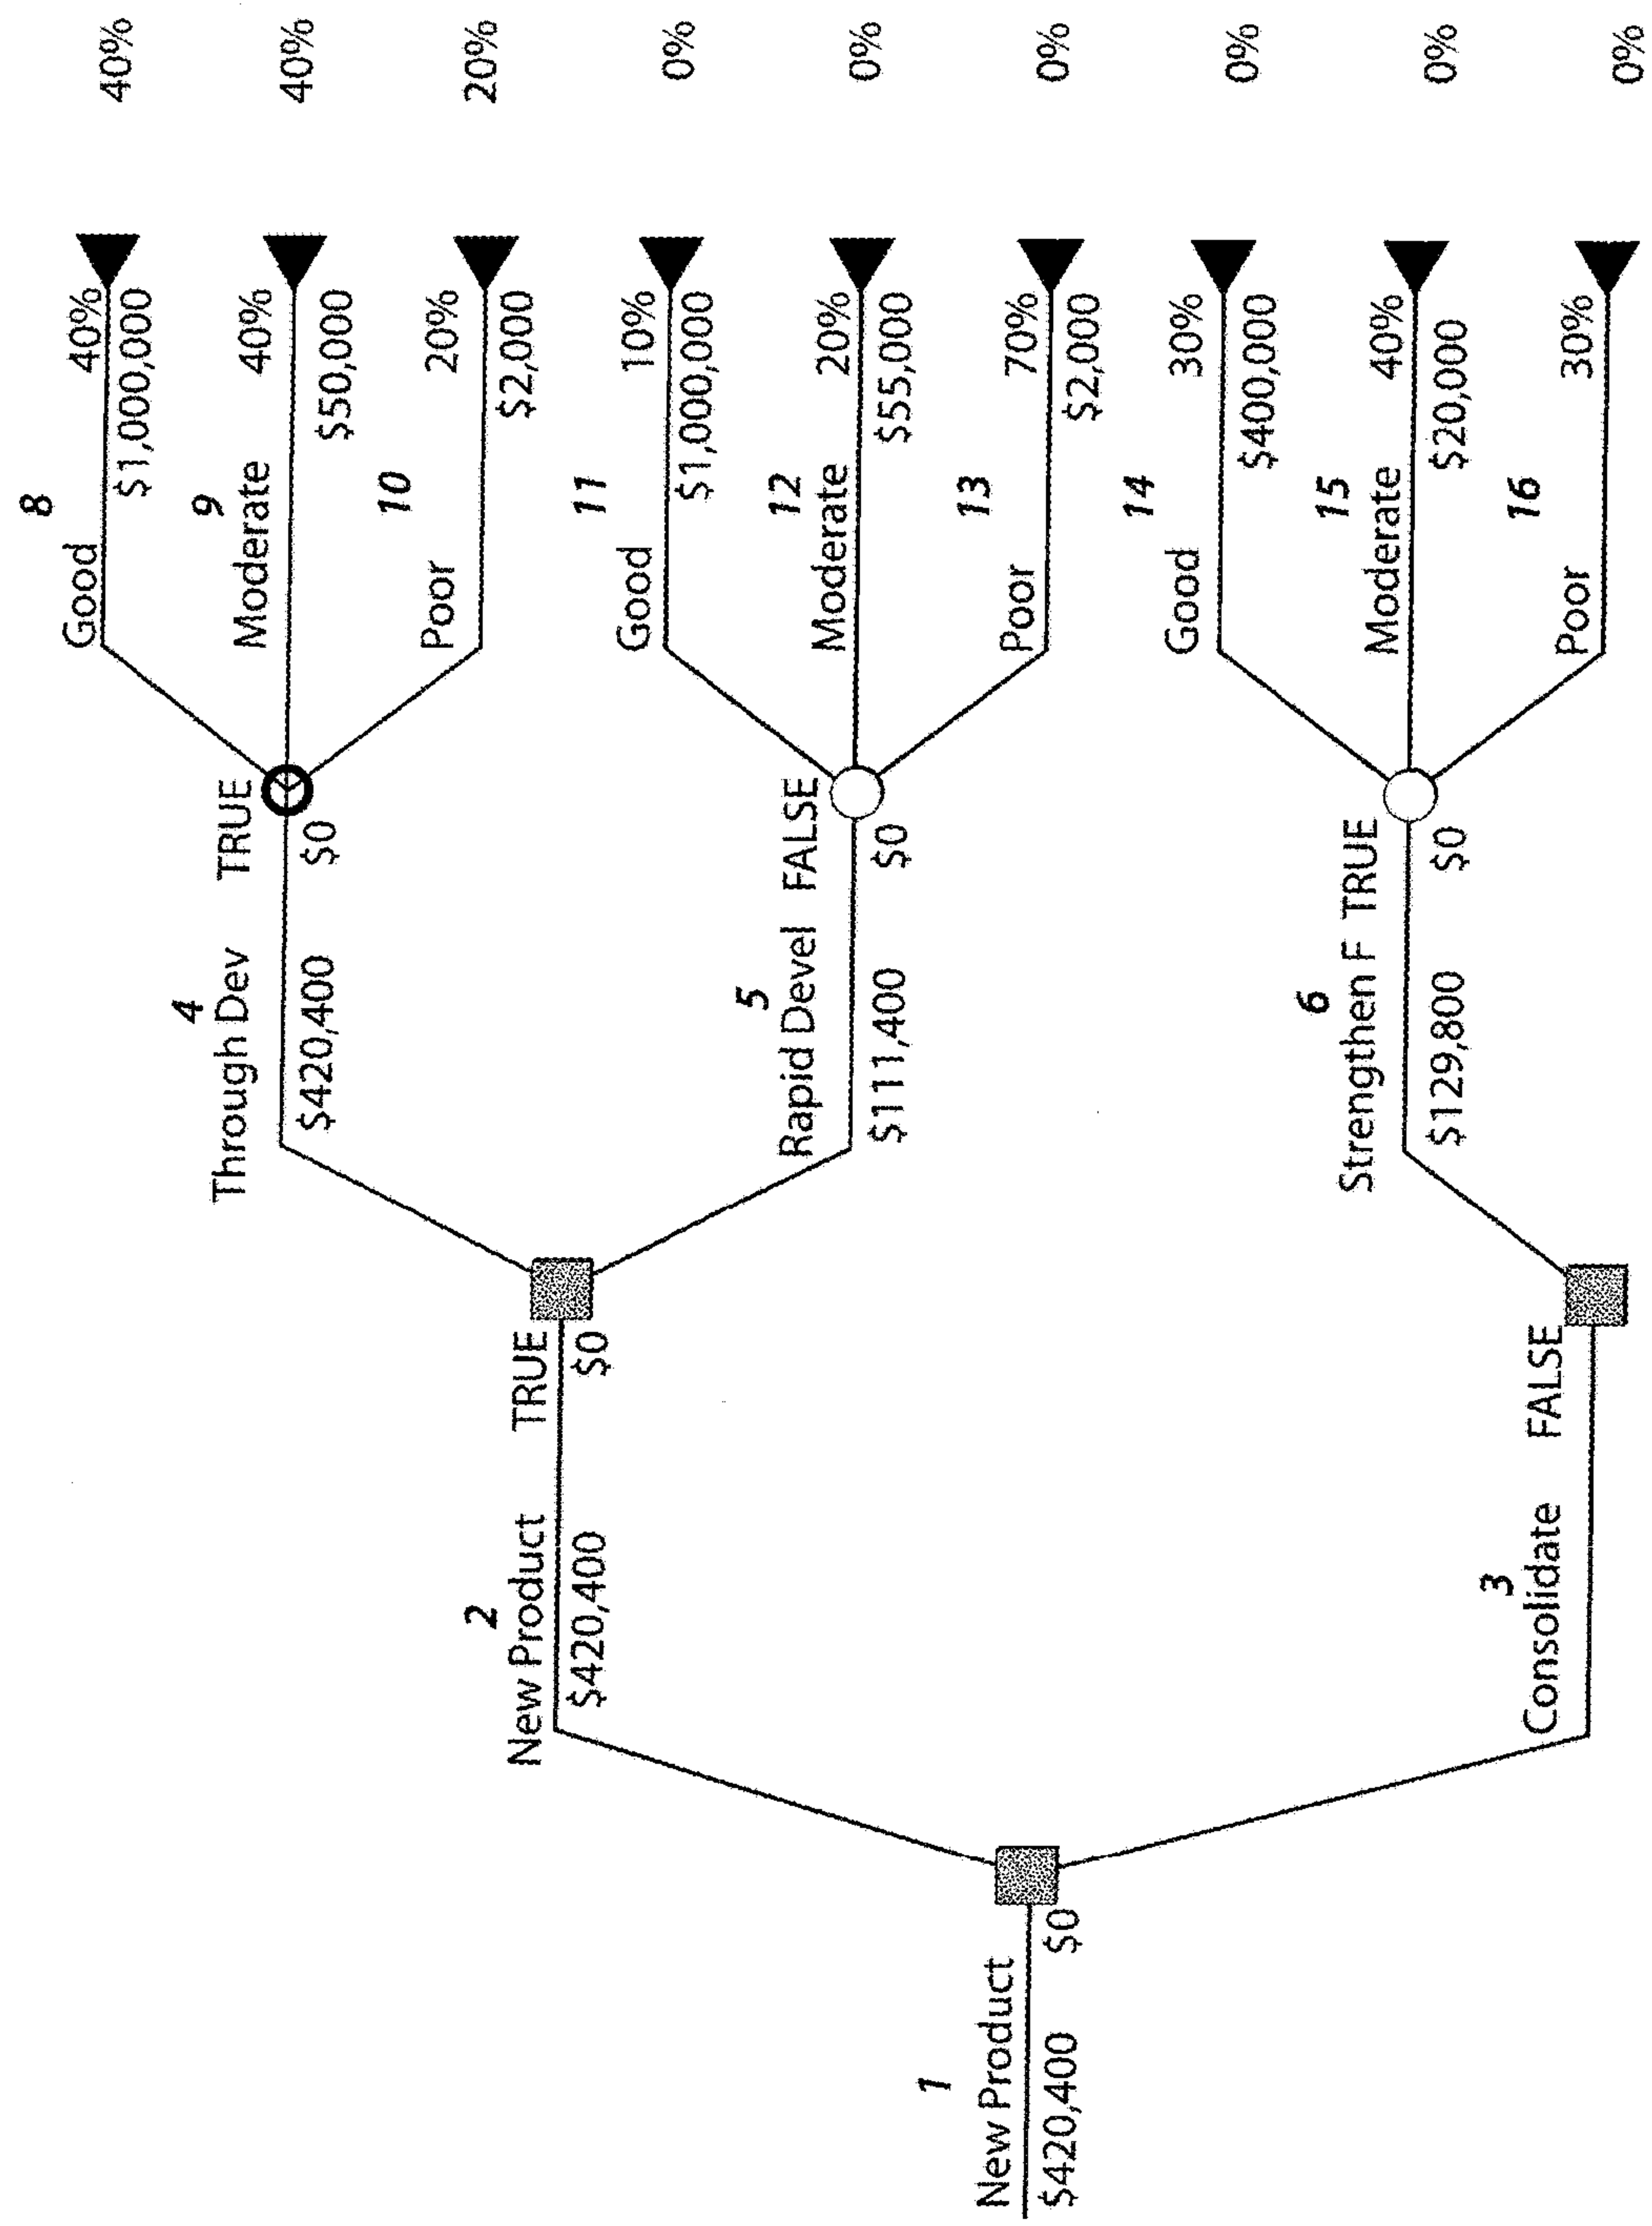 8
Good 40% 40%
$1,000,000
4
Through Dev TRUE
$420,400 $0
9
Moderate 40% 40%
$50,000
10
Poor 20% 20%
$2,000
2
New Product TRUE
$420,400 $0
11
Good 10% 0%
$1,000,000
5
Rapid Devel FALSE
$111,400 $0
12
Moderate 20% 0%
$55,000
1
New Product
$420,400 $0
13
Poor 70% 0%
$2,000
14
Good 30% 0%
$400,000
6
Strengthen F TRUE
$129,800 $0
15
Moderate 40% 0%
$20,000
3
Consolidate FALSE
16
Poor 30% 0%